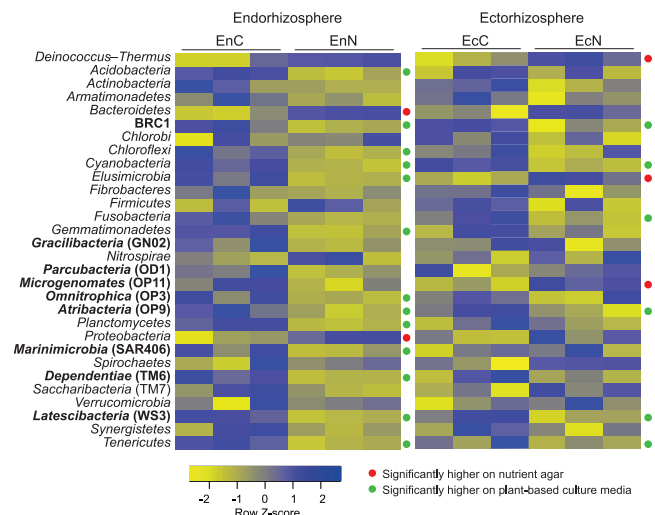 Endorhizosphere Ectorhizosphere
EnC EnN EcC EcN
Deinococcus–Thermus
Acidobacteria
Actinobacteria
Armatimonadetes
Bacteroidetes
BRC1
Chlorobi
Chloroflexi
Cyanobacteria
Elusimicrobia
Fibrobacteres
Firmicutes
Fusobacteria
Gemmatimonadetes
Gracilibacteria (GN02)
Nitrospirae
Parcubacteria (OD1)
Microgenomates (OP11)
Omnitrophica (OP3)
Atribacteria (OP9)
Planctomycetes
Proteobacteria
Marinimicrobia (SAR406)
Spirochaetes
Dependentiae (TM6)
Saccharibacteria (TM7)
Verrucomicrobia
Latescibacteria (WS3)
Synergistetes
Tenericutes
-2 -1 0 1 2
Row Z-score
Significantly higher on nutrient agar
Significantly higher on plant-based culture media